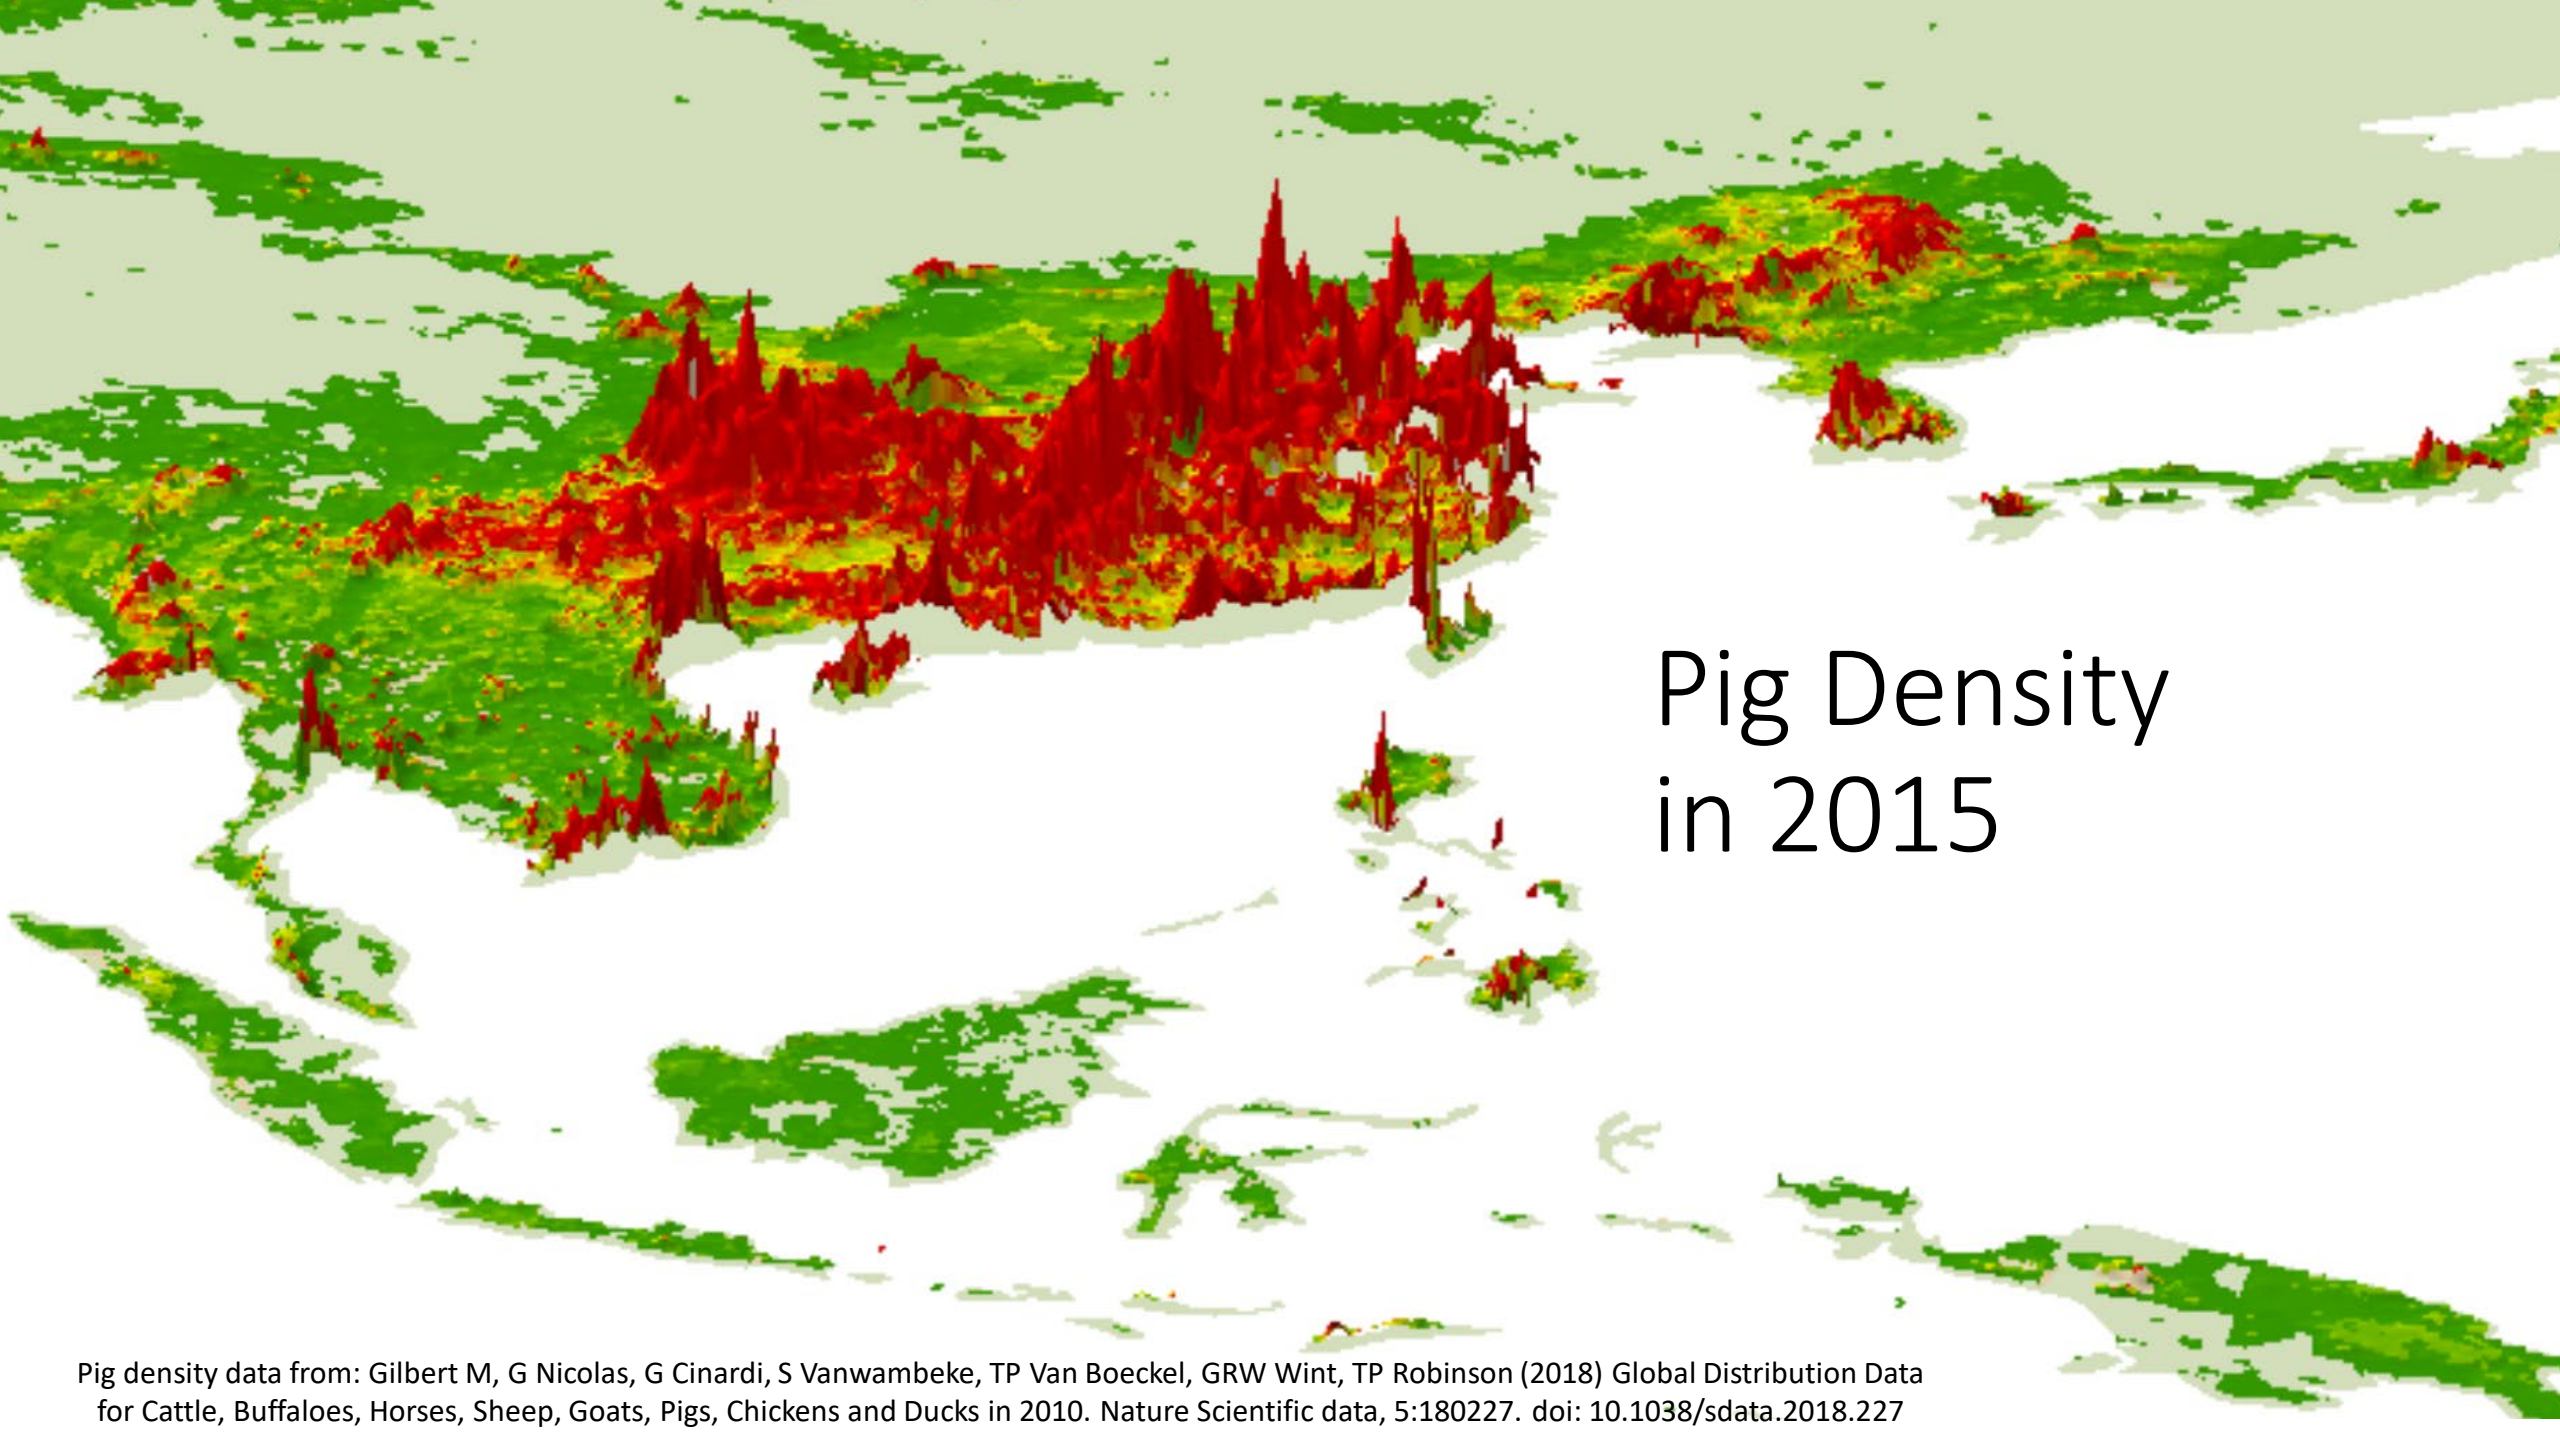 Pig Density
in 2015
Pig density data from: Gilbert M, G Nicolas, G Cinardi, S Vanwambeke, TP Van Boeckel, GRW Wint, TP Robinson (2018) Global Distribution Data
for Cattle, Buffaloes, Horses, Sheep, Goats, Pigs, Chickens and Ducks in 2010. Nature Scientific data, 5:180227. doi: 10.1038/sdata.2018.227